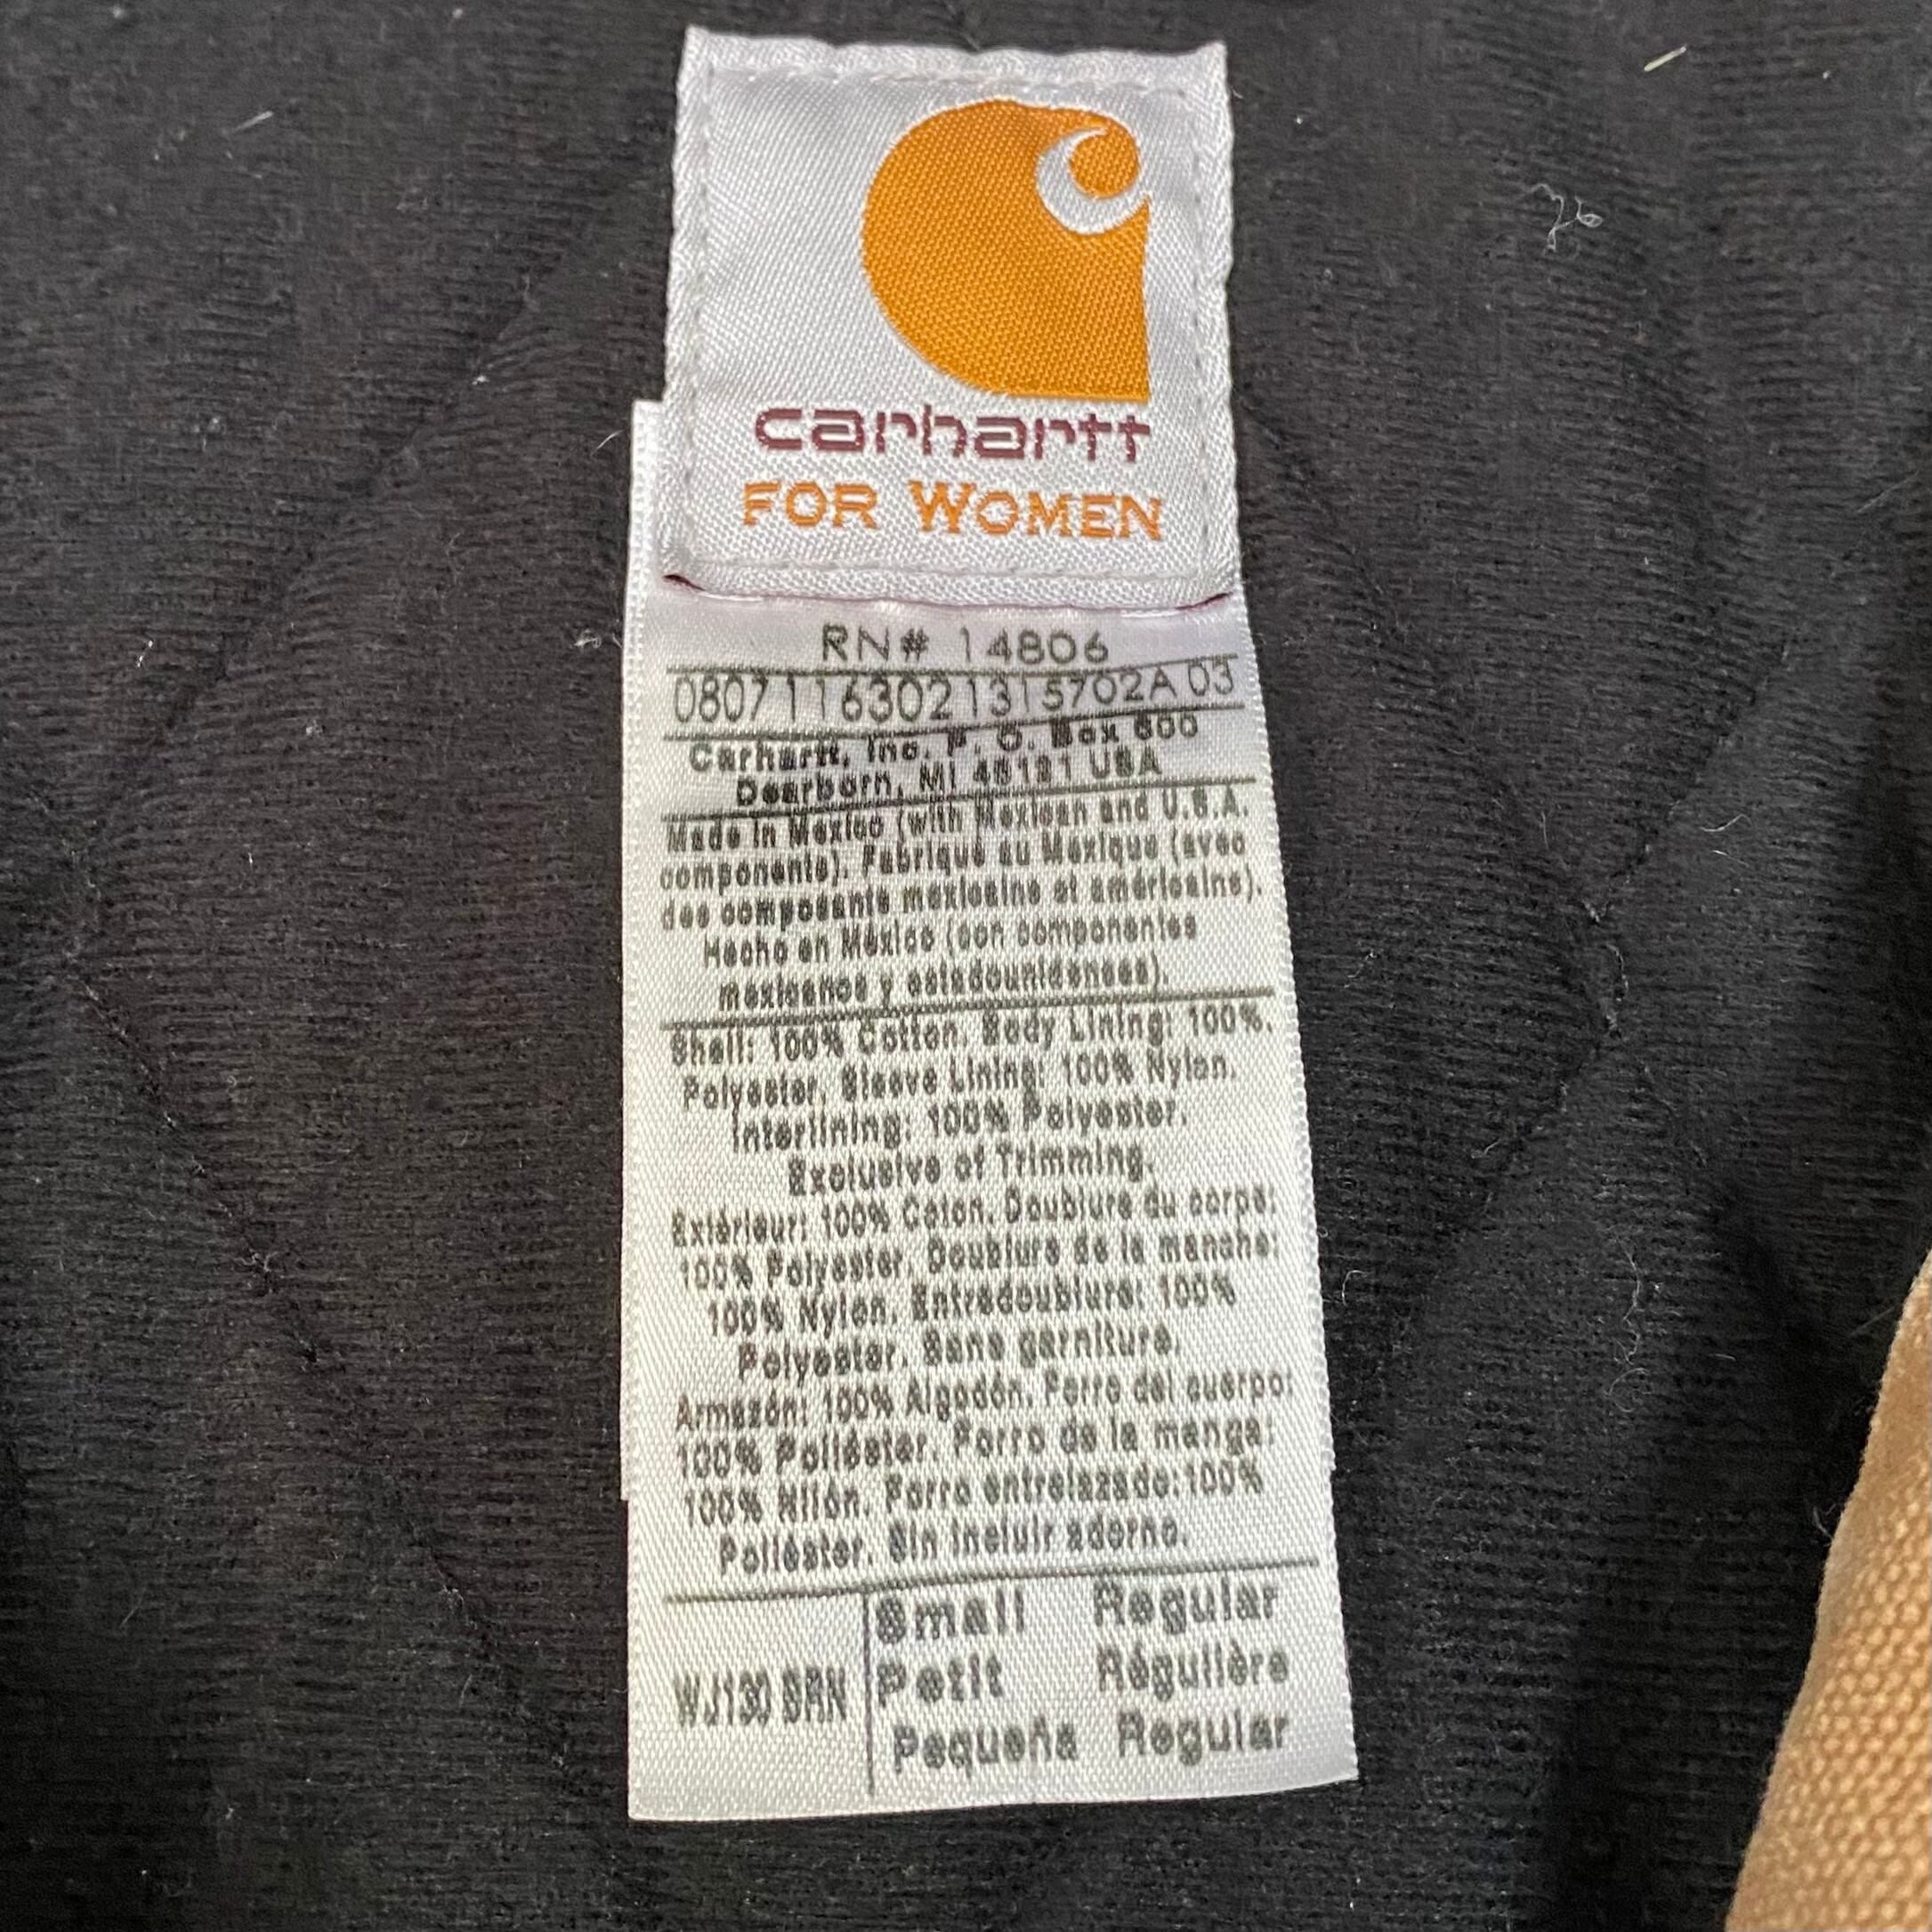 carhartt
FOR WOMEN
RN# 14806
08071163021315702A 03
Carhartt, Inc. P. O. Box 600
Dearborn, MI 48121 USA
Made in Mexico (with Mexican and U.S.A.
components). Fabriqué au Mexique (avec
des composants mexicains et américains).
Hecho en México (con componentes
mexicanos y estadounidenses).
Shell: 100% Cotton. Body Lining: 100%.
Polyester. Sleeve Lining: 100% Nylon.
Interlining: 100% Polyester.
Exclusive of Trimming.
Extérieur: 100% Coton. Doublure du corps:
100% Polyester Doublure de la manche:
100% Nylon. Entredoublure: 100%
Polyester. Sans garniture.
Armazón: 100% Algodón. Forro del cuerpo:
100% Poliéster. Forro de la manga:
100% Nilón. Forro entrelazado:100%
Poliéster. Sin incluir adorno.
WJ130 BRN
Small Regular
Petit Régulière
Pequeña Regular